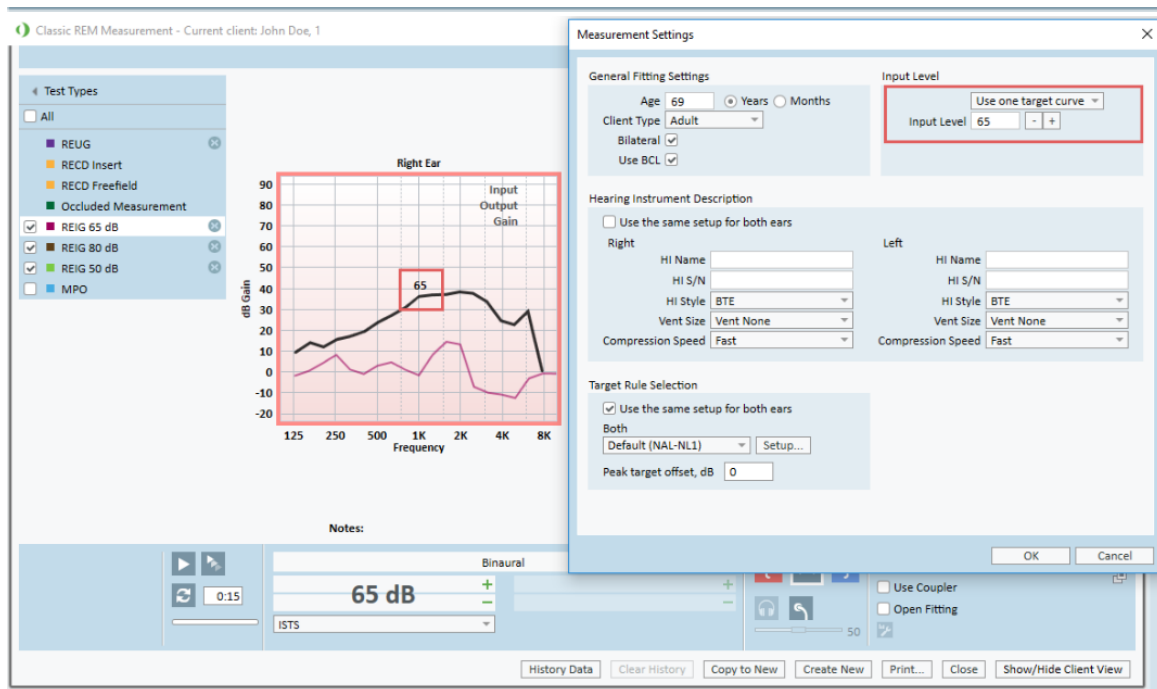 Classic REM Measurement - Current client: John Doe, 1
Test Types
All
REUG
RECD Insert
RECD Freefield
Occluded Measurement
REIG 65 dB
REIG 80 dB
REIG 50 dB
MPO
Right Ear
Input
Output
Gain
90
80
70
60
50
40
30
20
10
0
-10
-20
dB Gain
65
125 250 500 1K 2K 4K 8K
Frequency
Notes:
0:15
Binaural
65 dB
+
-
+
-
ISTS
50
Use Coupler
Open Fitting
History Data Clear History Copy to New Create New Print... Close Show/Hide Client View
Measurement Settings
General Fitting Settings
Age 69 Years Months
Client Type Adult
Bilateral
Use BCL
Input Level
Use one target curve
Input Level 65 - +
Hearing Instrument Description
Use the same setup for both ears
Right
HI Name
HI S/N
HI Style BTE
Vent Size Vent None
Compression Speed Fast
Left
HI Name
HI S/N
HI Style BTE
Vent Size Vent None
Compression Speed Fast
Target Rule Selection
Use the same setup for both ears
Both
Default (NAL-NL1) Setup...
Peak target offset, dB 0
OK Cancel